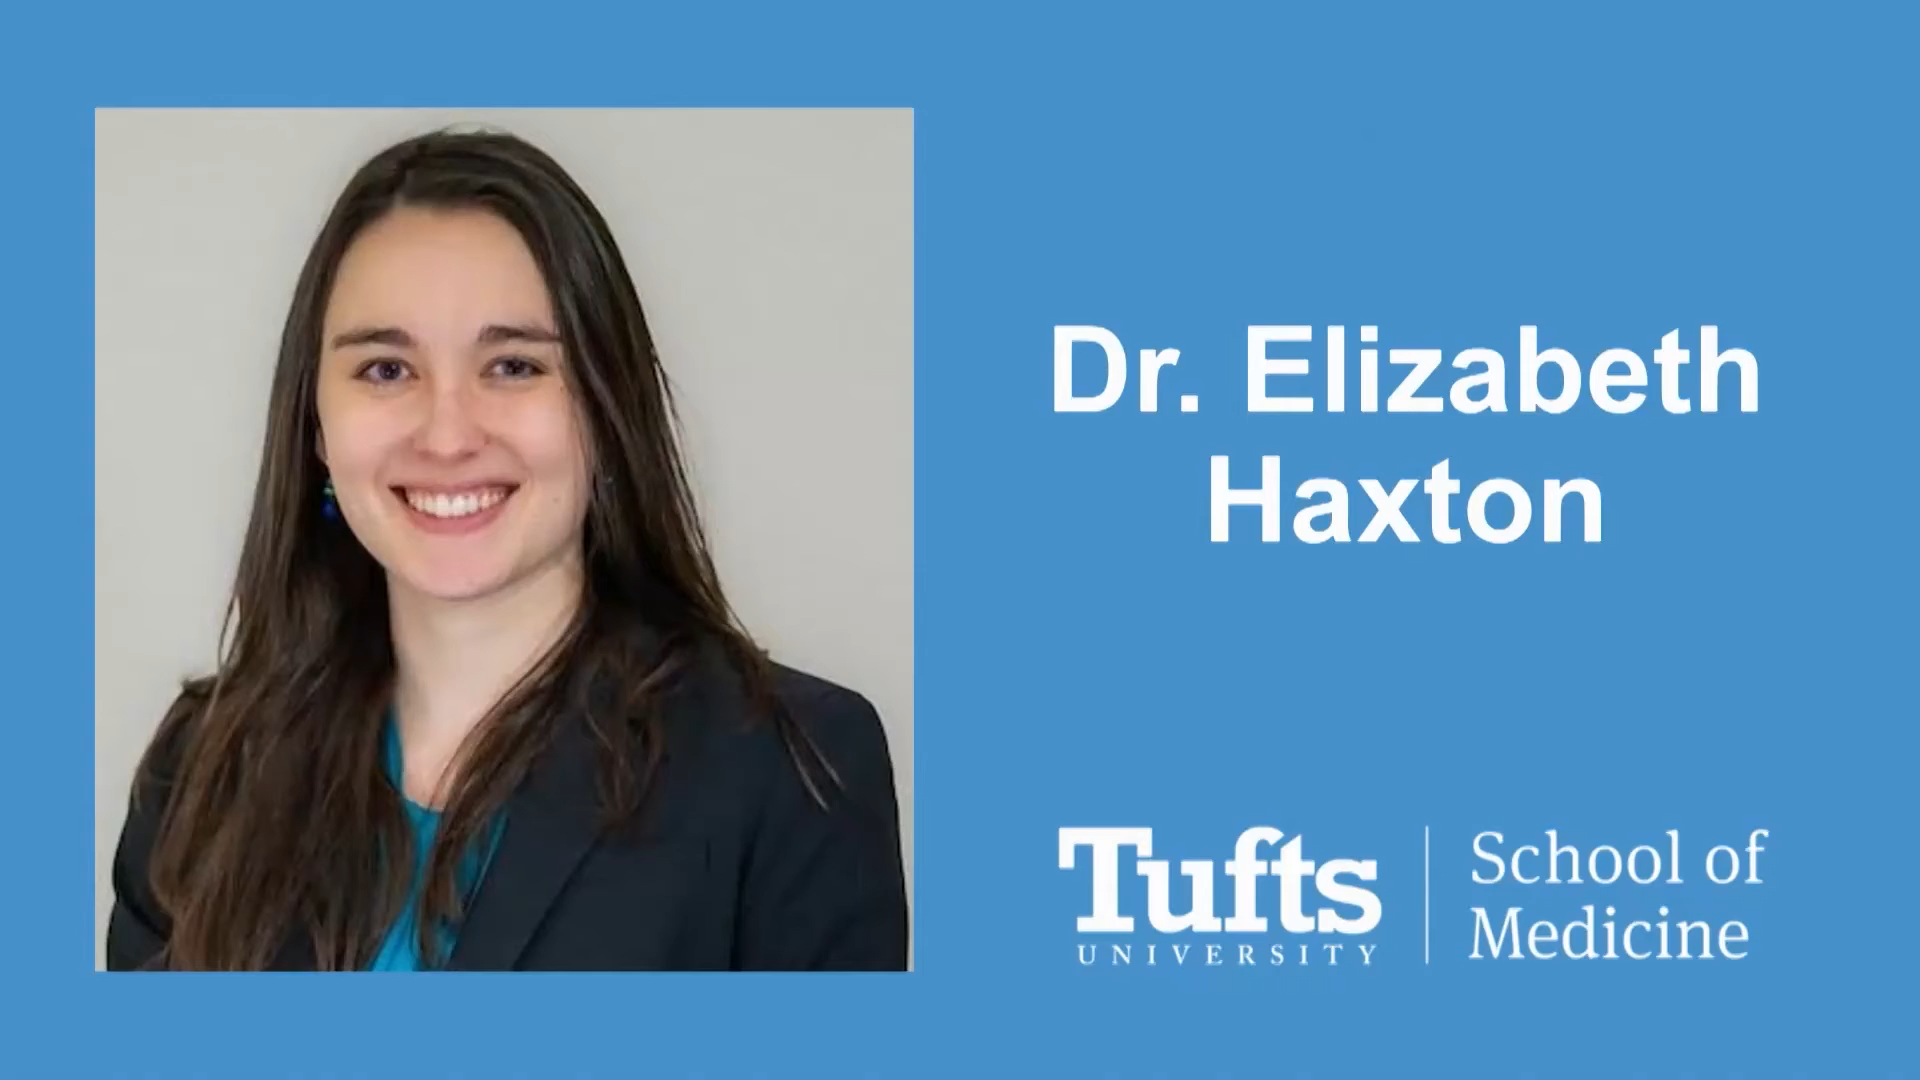 Dr. Elizabeth
Haxton
Tufts
UNIVERSITY
School of
Medicine